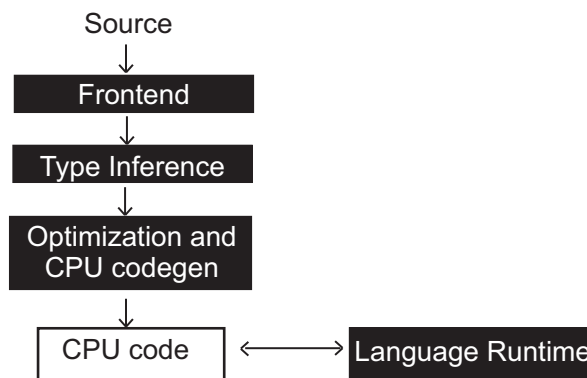 Source
Frontend
Type Inference
Optimization and
CPU codegen
CPU code
Language Runtime